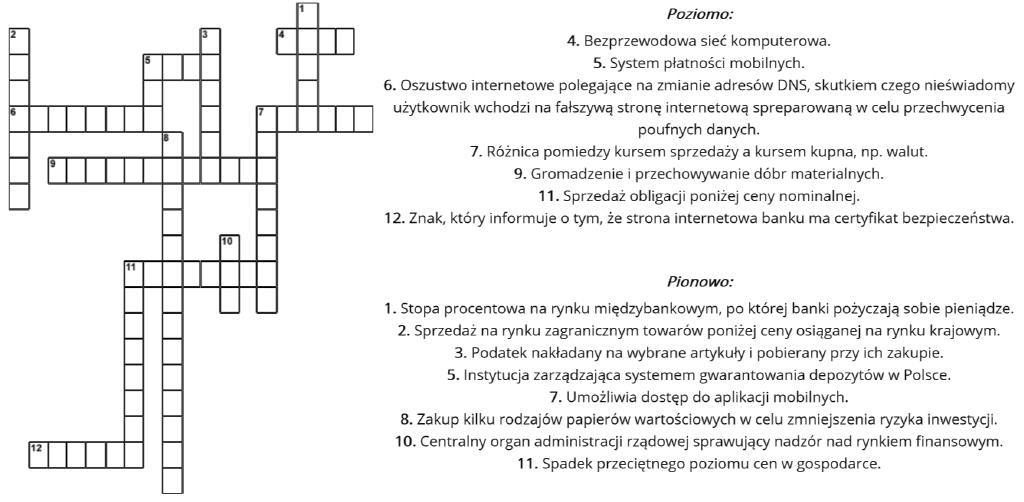 1
2
3
4
5
6
7
8
9
10
11
12
Poziomo:
4. Bezprzewodowa sieć komputerowa.
5. System płatności mobilnych.
6. Oszustwo internetowe polegające na zmianie adresów DNS, skutkiem czego nieświadomy
użytkownik wchodzi na fałszywą stronę internetową spreparowaną w celu przechwycenia
poufnych danych.
7. Różnica pomiedzy kursem sprzedaży a kursem kupna, np. walut.
9. Gromadzenie i przechowywanie dóbr materialnych.
11. Sprzedaż obligacji poniżej ceny nominalnej.
12. Znak, który informuje o tym, że strona internetowa banku ma certyfikat bezpieczeństwa.
Pionowo:
1. Stopa procentowa na rynku międzybankowym, po której banki pożyczają sobie pieniądze.
2. Sprzedaż na rynku zagranicznym towarów poniżej ceny osiąganej na rynku krajowym.
3. Podatek nakładany na wybrane artykuły i pobierany przy ich zakupie.
5. Instytucja zarządzająca systemem gwarantowania depozytów w Polsce.
7. Umożliwia dostęp do aplikacji mobilnych.
8. Zakup kilku rodzajów papierów wartościowych w celu zmniejszenia ryzyka inwestycji.
10. Centralny organ administracji rządowej sprawujący nadzór nad rynkiem finansowym.
11. Spadek przeciętnego poziomu cen w gospodarce.